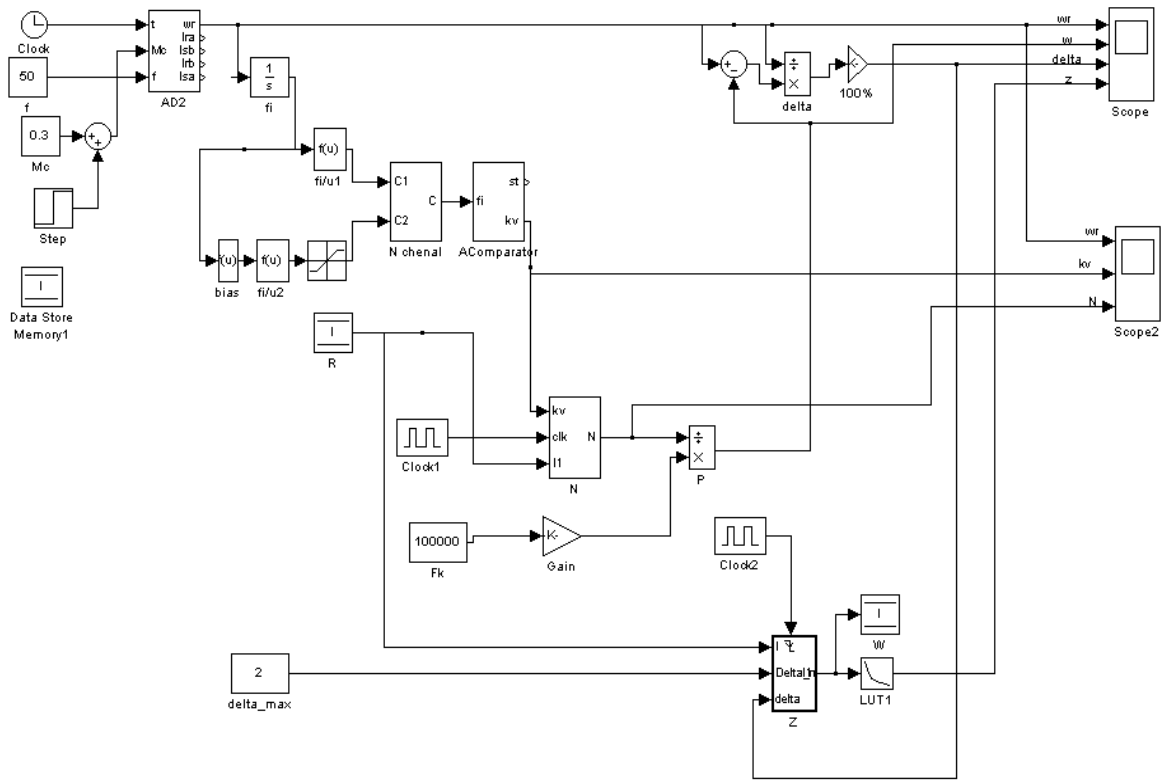 Clock
t
Mc
f
wr
Ira
Isb
Irb
Isa
AD2
50
f
0.3
Mc
+
+
Step
Data Store
Memory1
1
s
fi
f(u)
fi/u1
f(u)
bias
f(u)
fi/u2
C1
C2
C
N chenal
fi
st
kv
AComparator
+
-
÷
×
delta
K-
100%
wr
w
delta
Z
Scope
wr
kv
N
Scope2
I
I
R
Clock1
kv
clk
I1
N
N
÷
×
P
100000
Fk
K-
Gain
Clock2
2
delta_max
I
delta
Z
I
W
LUT1